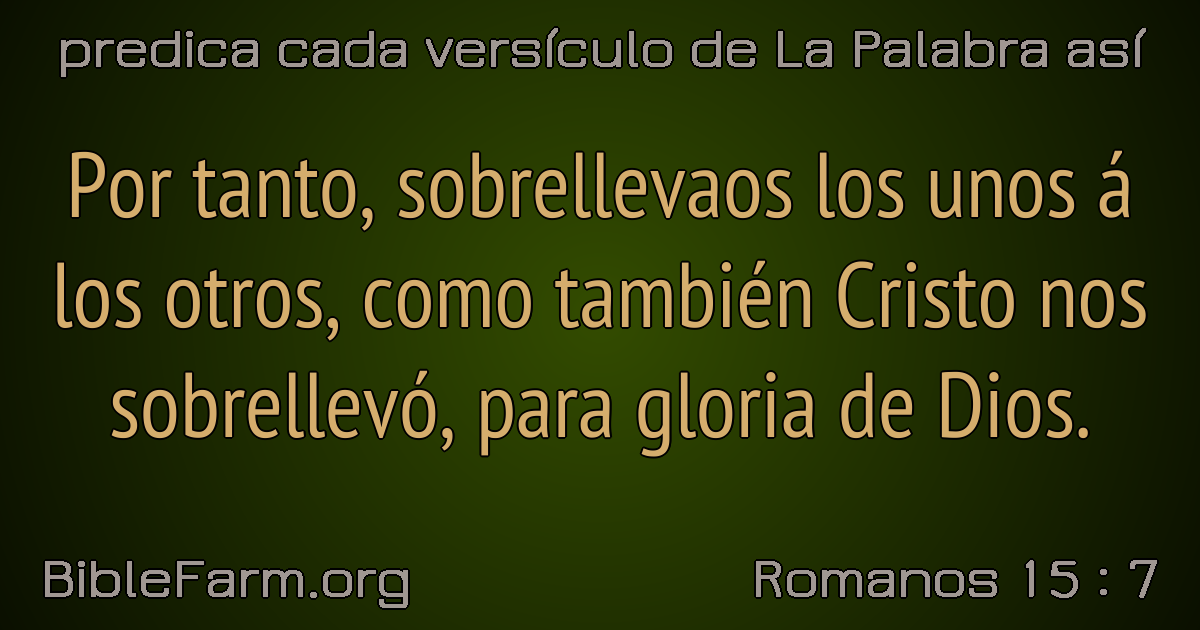 predica cada versículo de La Palabra así
Por tanto, sobrellevaos los unos á
los otros, como también Cristo nos
sobrellevó, para gloria de Dios.
BibleFarm.org
Romanos 15 : 7